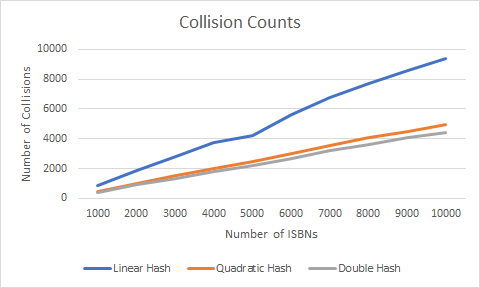 Collision Counts
10000
8000
6000
4000
2000
0
Number of Collisions
1000 2000 3000 4000 5000 6000 7000 8000 9000 10000
Number of ISBNs
Linear Hash Quadratic Hash Double Hash